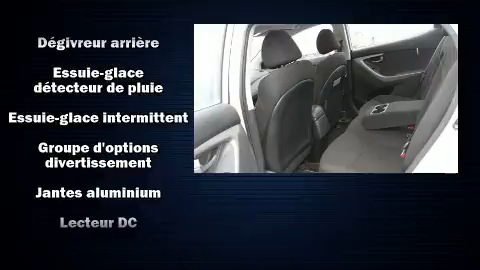 Dégivreur arrière
Essuie-glace
détecteur de pluie
Essuie-glace intermittent
Groupe d'options
divertissement
Jantes aluminium
Lecteur DC